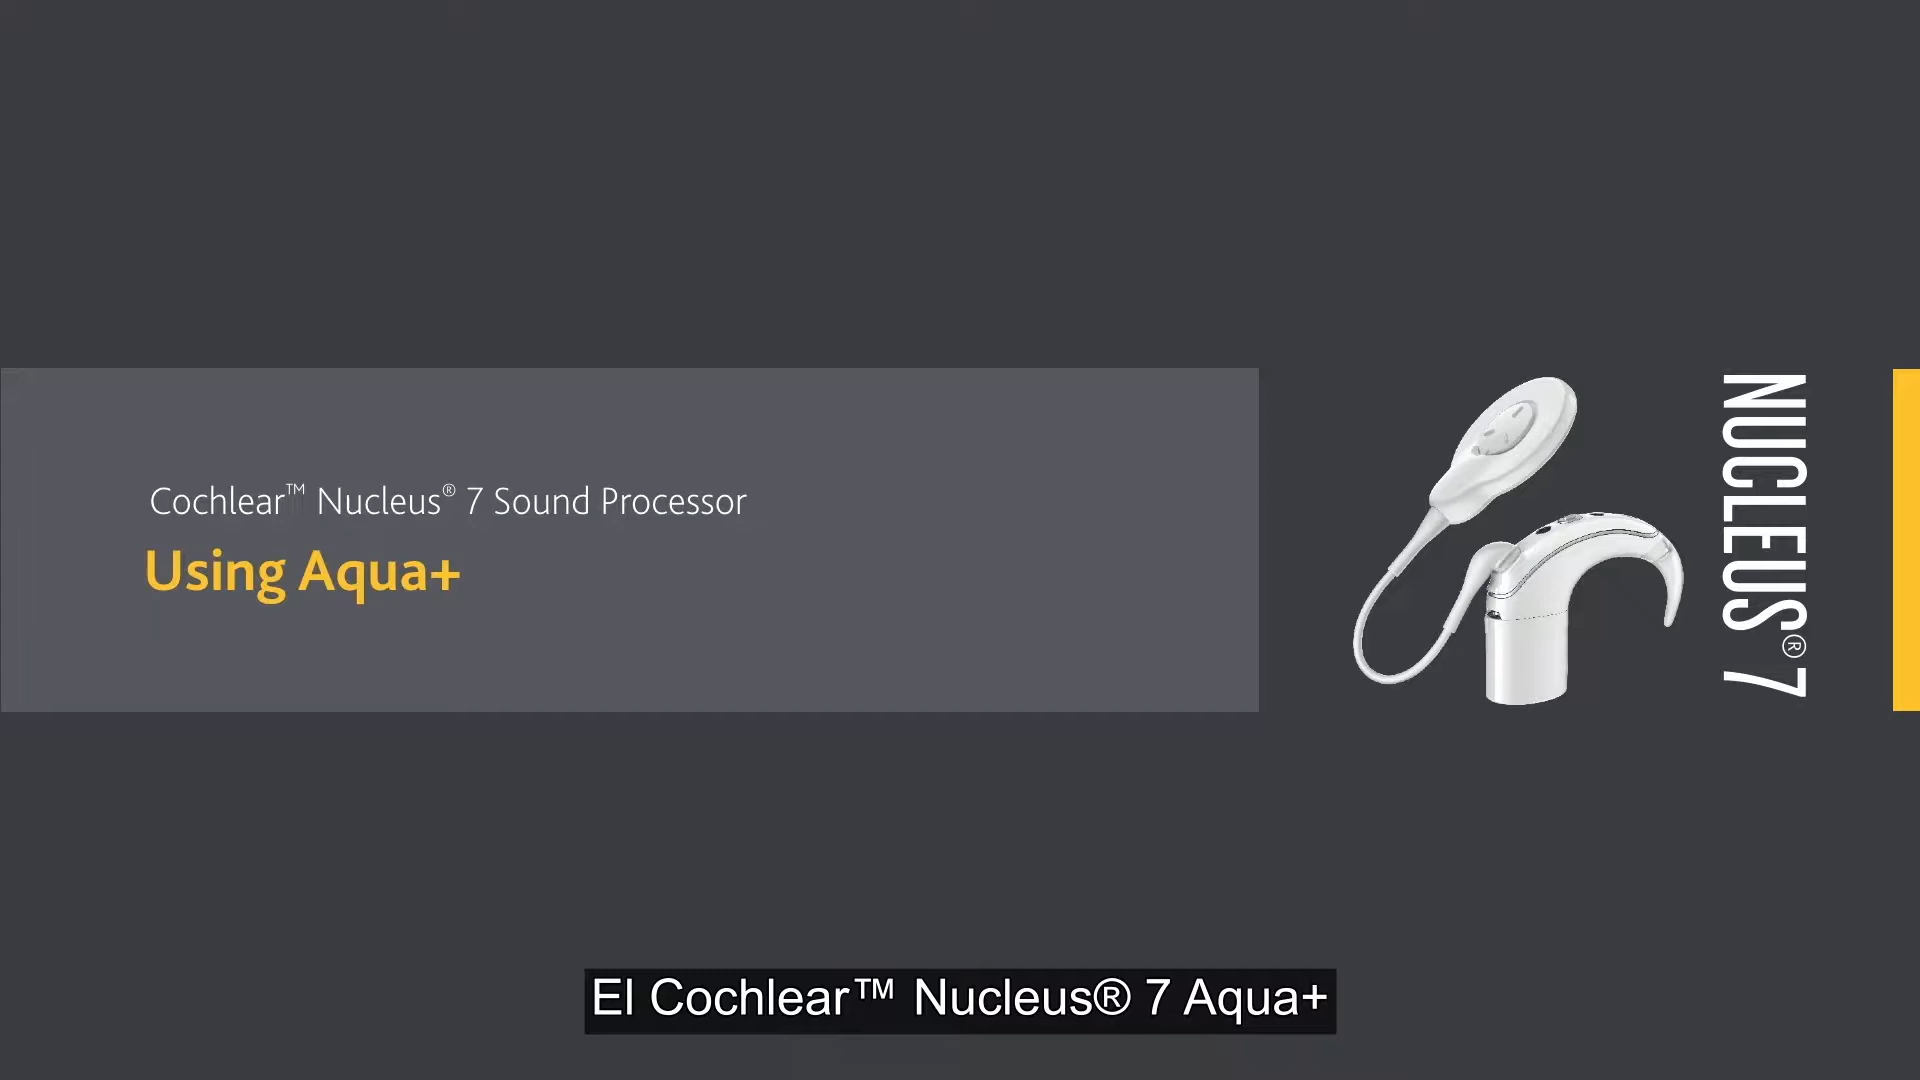 Cochlear™ Nucleus® 7 Sound Processor
Using Aqua+
NUCLEUS® 7
El Cochlear™ Nucleus® 7 Aqua+